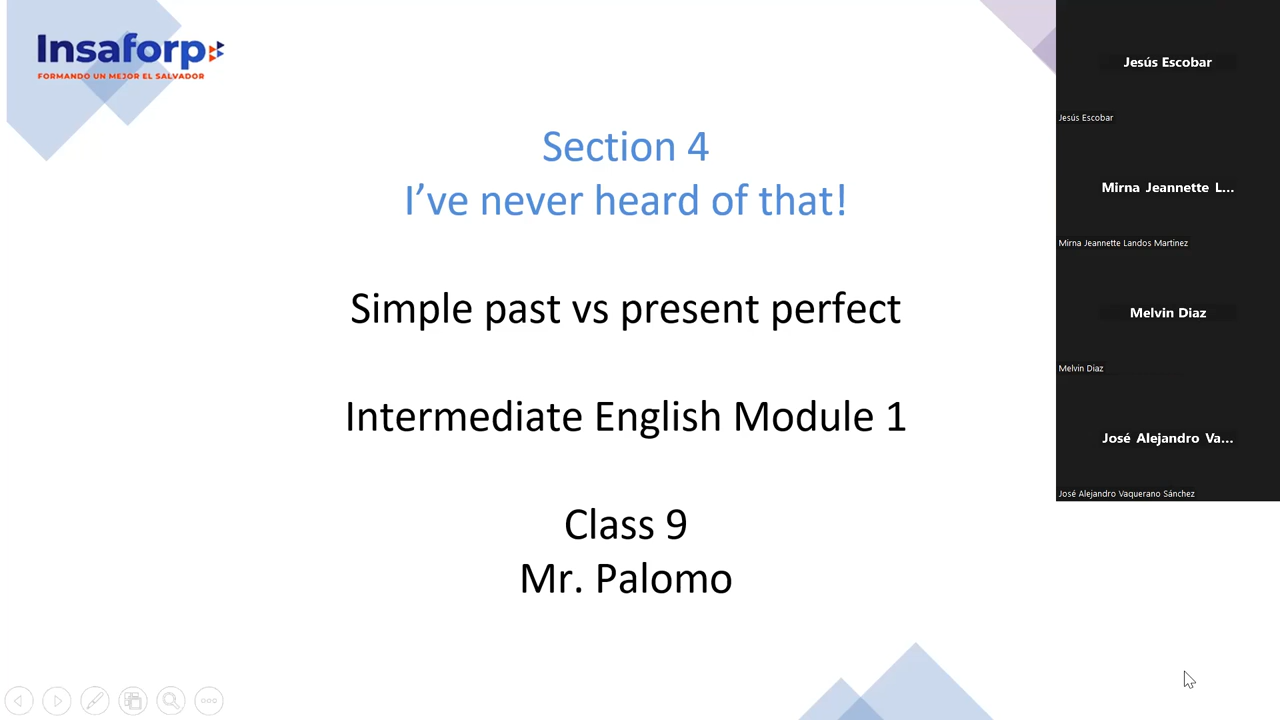 Insaforp
FORMANDO UN MEJOR EL SALVADOR
Section 4
I’ve never heard of that!
Simple past vs present perfect
Intermediate English Module 1
Class 9
Mr. Palomo
Jesús Escobar
Jesús Escobar
Mirna Jeannette L...
Mirna Jeannette Landos Martinez
Melvin Diaz
Melvin Diaz
José Alejandro Va...
José Alejandro Vaquerano Sánchez